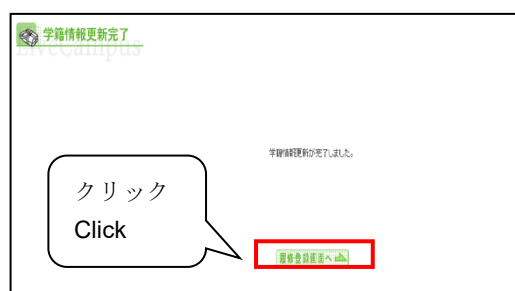 学籍情報更新完了
LiveCampus
学籍情報更新が完了しました。
クリック
Click
履修登録画面へ